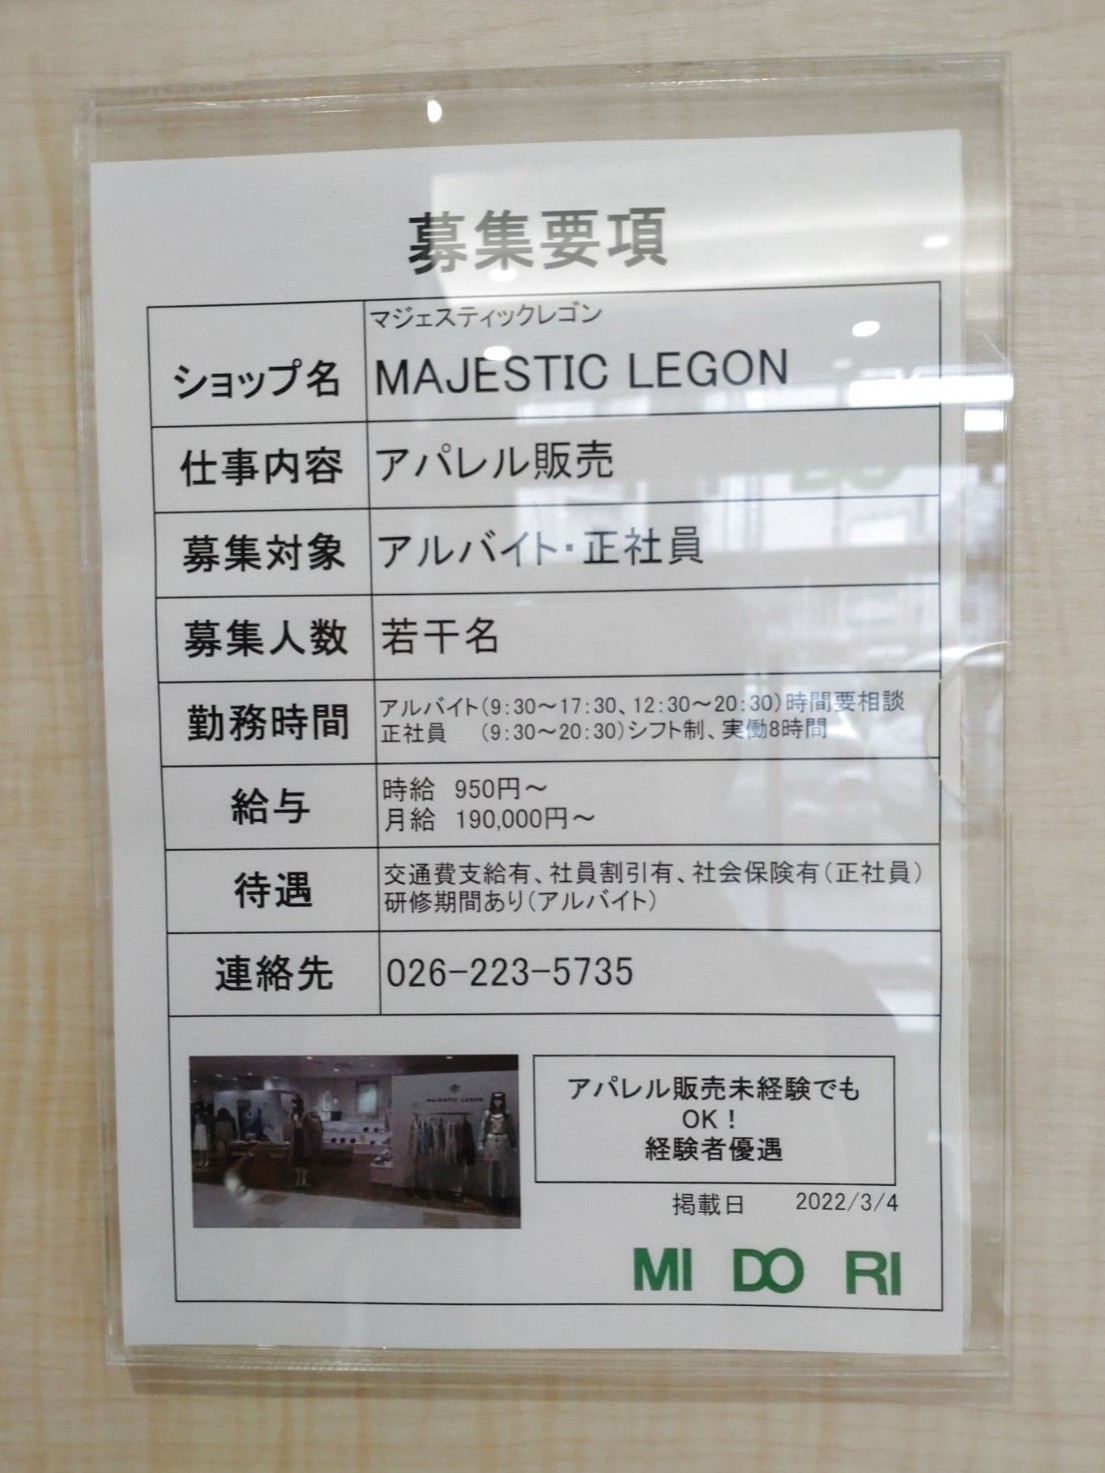 募集要項
ショップ名
マジェスティックレゴン
MAJESTIC LEGON
仕事内容 アパレル販売
募集対象 アルバイト・正社員
募集人数 若干名
勤務時間
アルバイト(9:30～17:30、12:30～20:30)時間要相談
正社員 (9:30～20:30)シフト制、実働8時間
給与
時給 950円～
月給 190,000円～
待遇
交通費支給有、社員割引有、社会保険有(正社員)
研修期間あり(アルバイト)
連絡先 026-223-5735
MAJESTIC LEGON
アパレル販売未経験でも
OK！
経験者優遇
掲載日 2022/3/4
MI DO RI